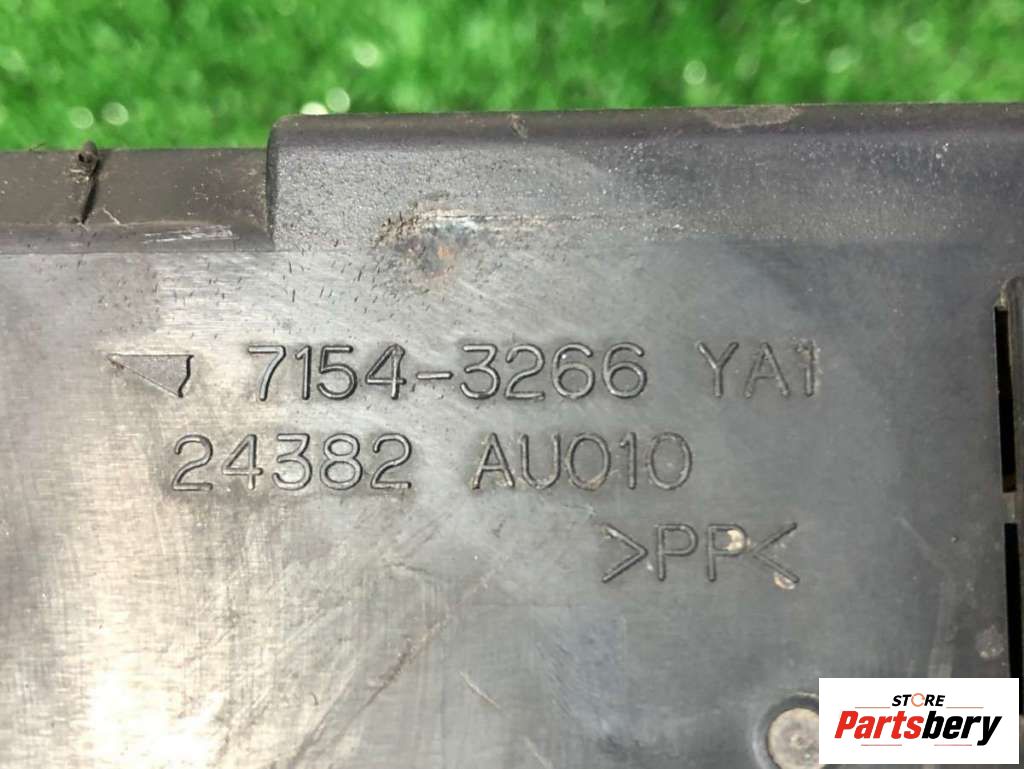 7154-3266 YA1
24382 AU010
>PP<
STORE
Partsbery